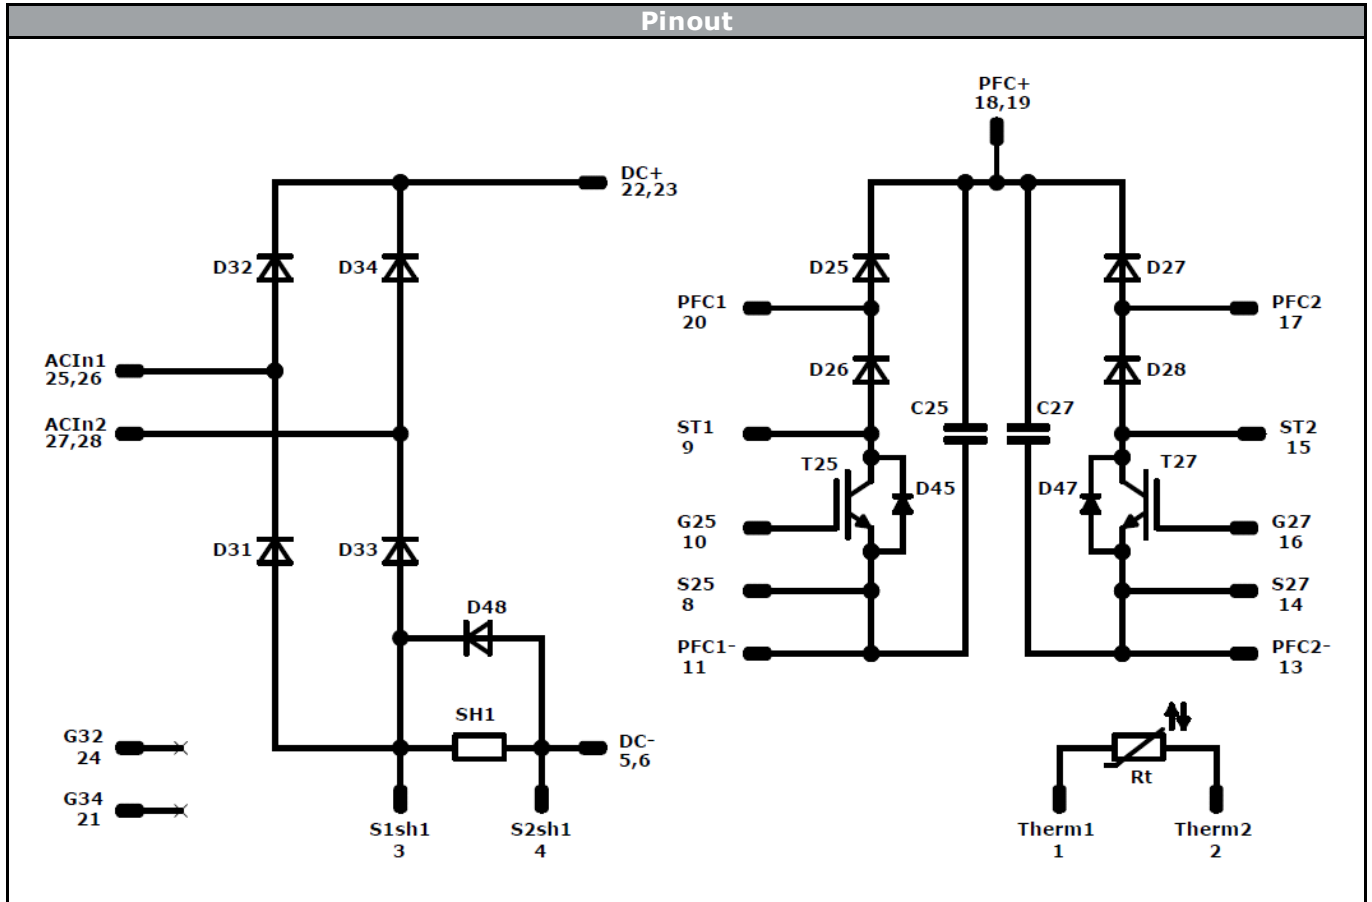 Pinout
PFC+
18,19
DC+
22,23
D32
D34
D25
D27
PFC1
20
PFC2
17
ACIn1
25,26
D26
D28
ACIn2
27,28
C25
C27
ST1
9
ST2
15
T25
T27
D45
D47
G25
10
G27
16
D31
D33
S25
8
S27
14
D48
PFC1-
11
PFC2-
13
SH1
G32
24
DC-
5,6
Rt
G34
21
S1sh1
3
S2sh1
4
Therm1
1
Therm2
2